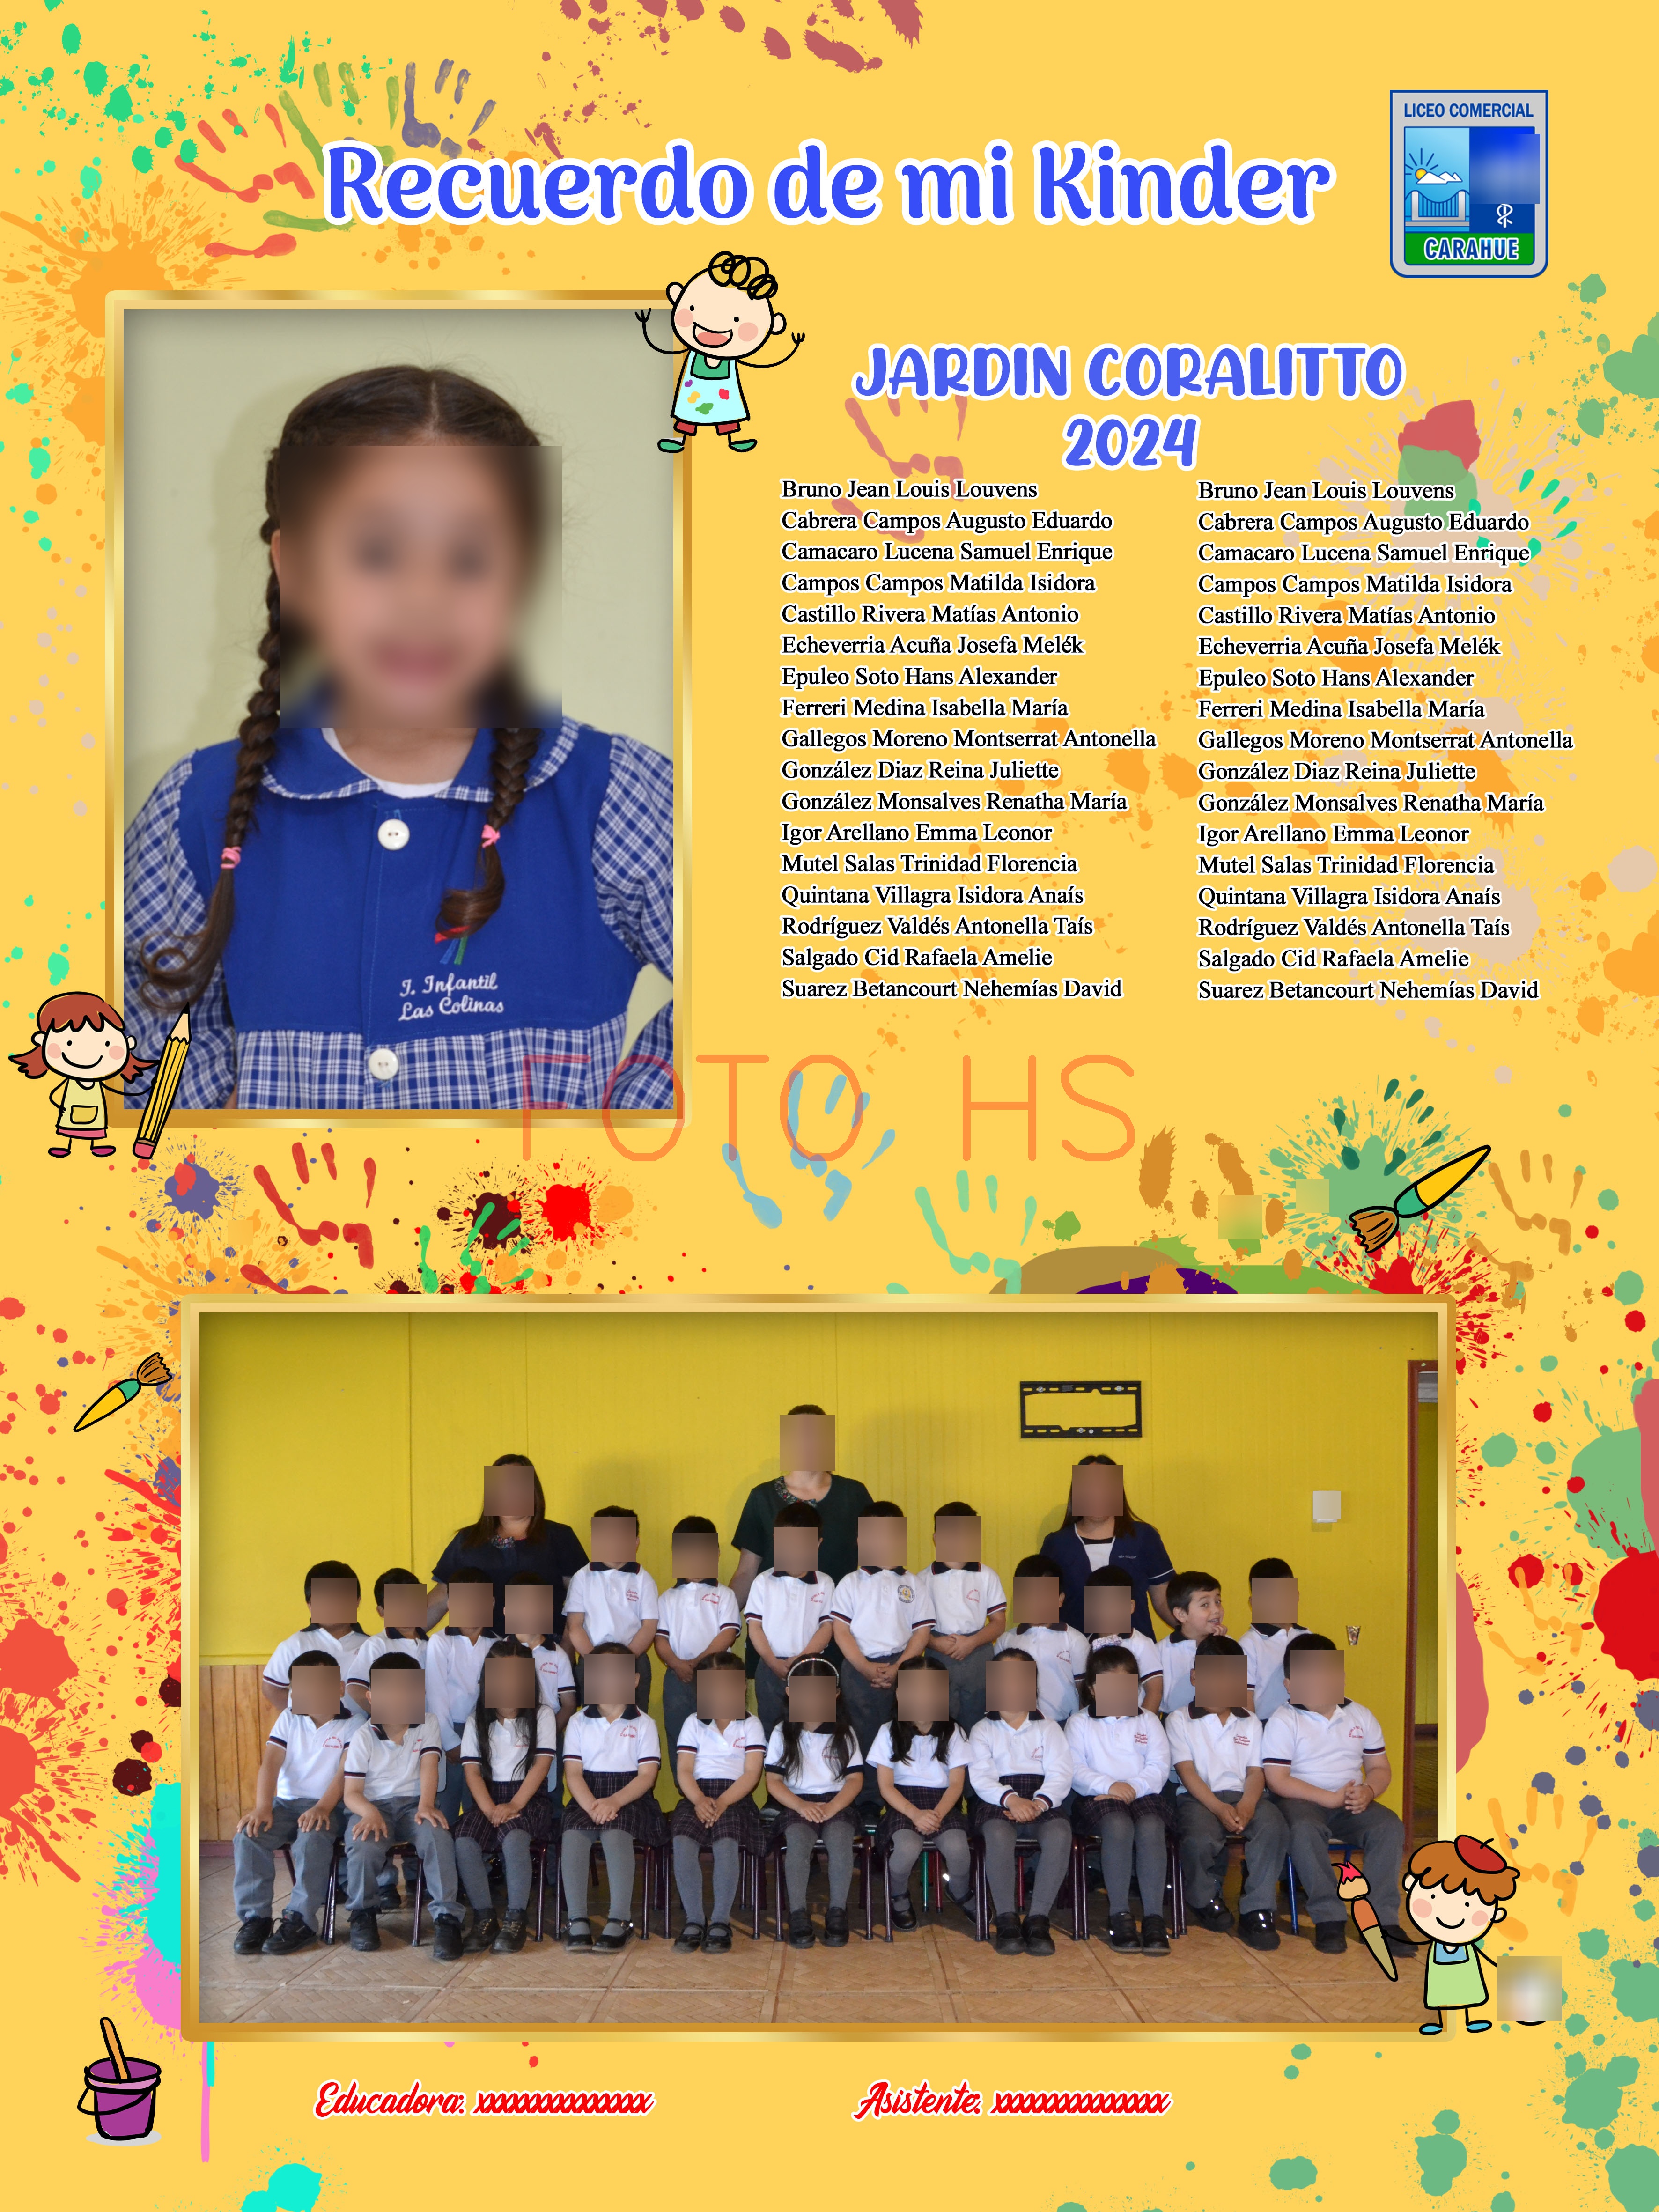 LICEO COMERCIAL
CARAHUE
Recuerdo de mi Kinder
JARDIN CORALITTO
2024
Bruno Jean Louis Louvens
Cabrera Campos Augusto Eduardo
Camacaro Lucena Samuel Enrique
Campos Campos Matilda Isidora
Castillo Rivera Matías Antonio
Echeverria Acuña Josefa Melék
Epuleo Soto Hans Alexander
Ferreri Medina Isabella María
Gallegos Moreno Montserrat Antonella
González Diaz Reina Juliette
González Monsalves Renatha María
Igor Arellano Emma Leonor
Mutel Salas Trinidad Florencia
Quintana Villagra Isidora Anaís
Rodríguez Valdés Antonella Taís
Salgado Cid Rafaela Amelie
Suarez Betancourt Nehemías David
Bruno Jean Louis Louvens
Cabrera Campos Augusto Eduardo
Camacaro Lucena Samuel Enrique
Campos Campos Matilda Isidora
Castillo Rivera Matías Antonio
Echeverria Acuña Josefa Melék
Epuleo Soto Hans Alexander
Ferreri Medina Isabella María
Gallegos Moreno Montserrat Antonella
González Diaz Reina Juliette
González Monsalves Renatha María
Igor Arellano Emma Leonor
Mutel Salas Trinidad Florencia
Quintana Villagra Isidora Anaís
Rodríguez Valdés Antonella Taís
Salgado Cid Rafaela Amelie
Suarez Betancourt Nehemías David
J. Infantil
Las Colinas
FOTO HS
Educadora: xxxxxxxxxxxxx
Asistente: xxxxxxxxxxxxx